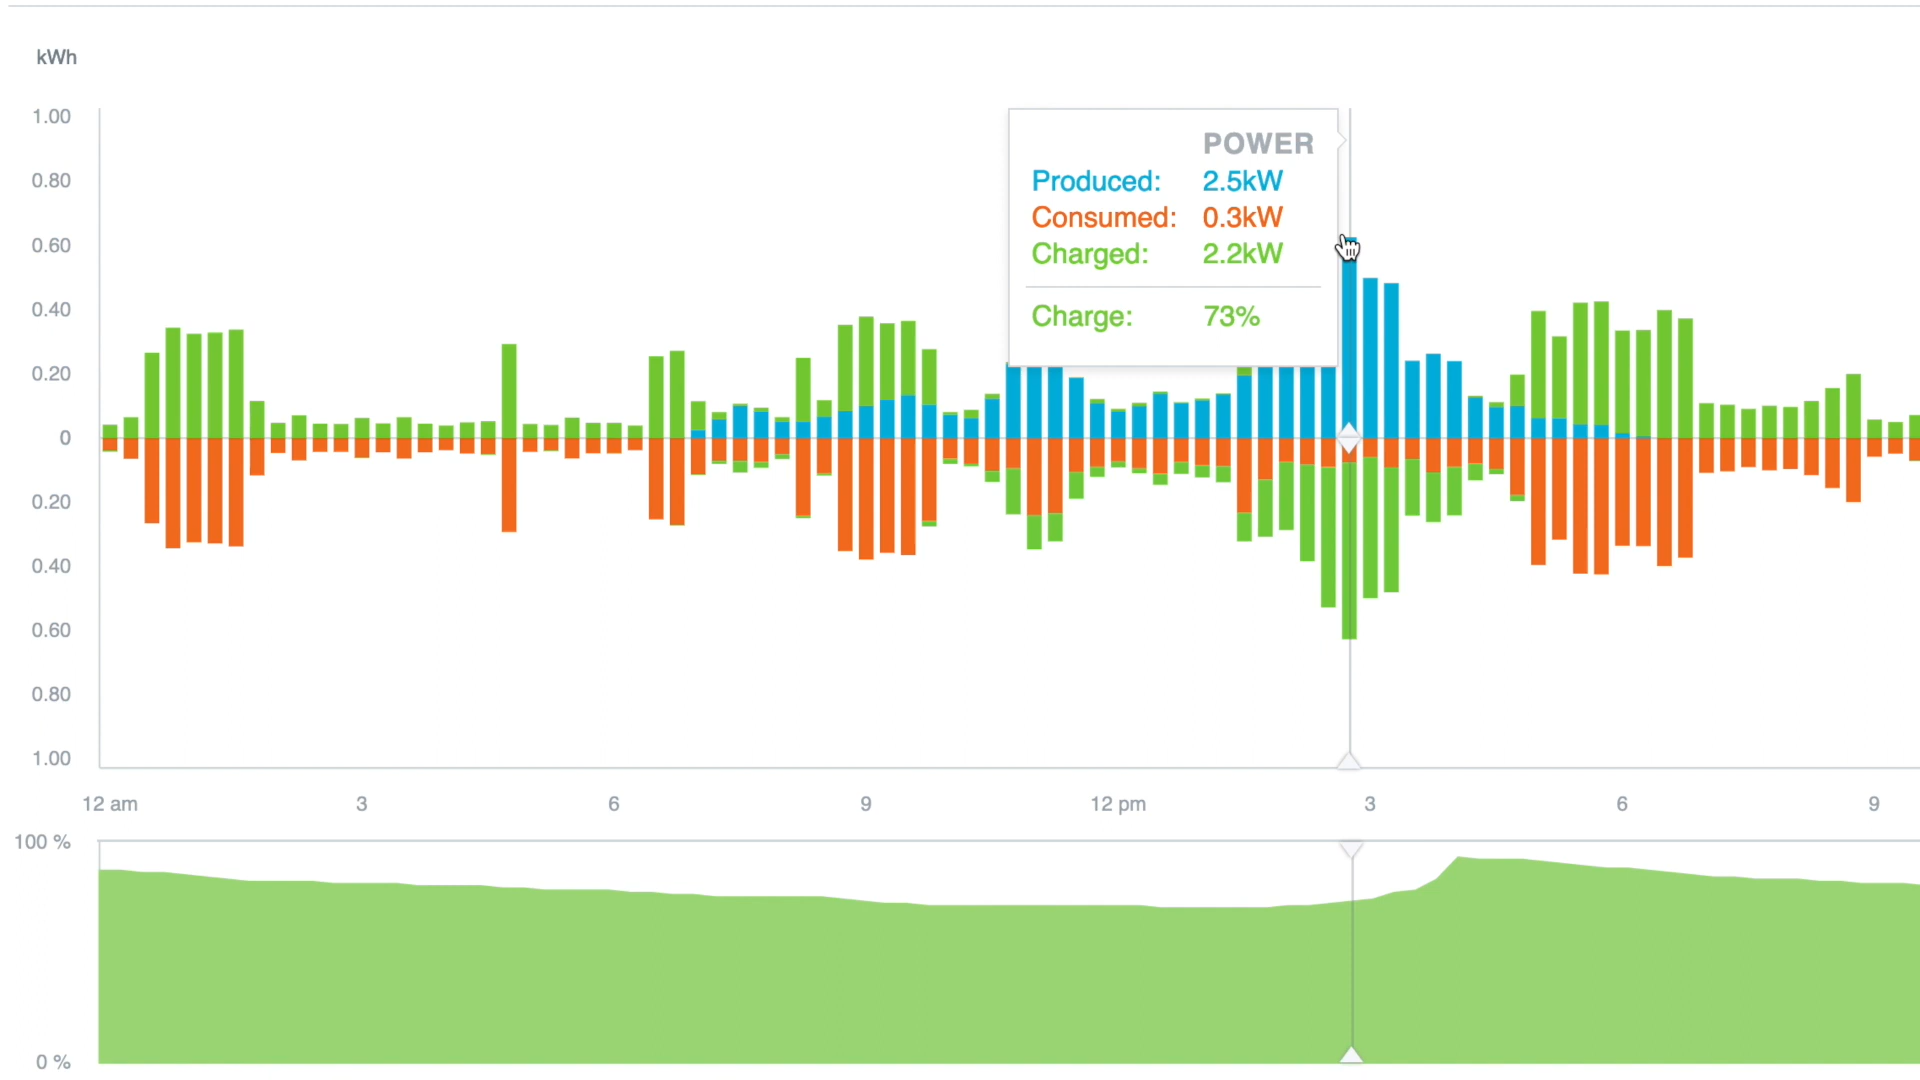 kWh
1.00
0.80
0.60
0.40
0.20
0
0.20
0.40
0.60
0.80
1.00
POWER
Produced: 2.5kW
Consumed: 0.3kW
Charged: 2.2kW
Charge: 73%
12 am 3 6 9 12 pm 3 6 9
100 %
0 %